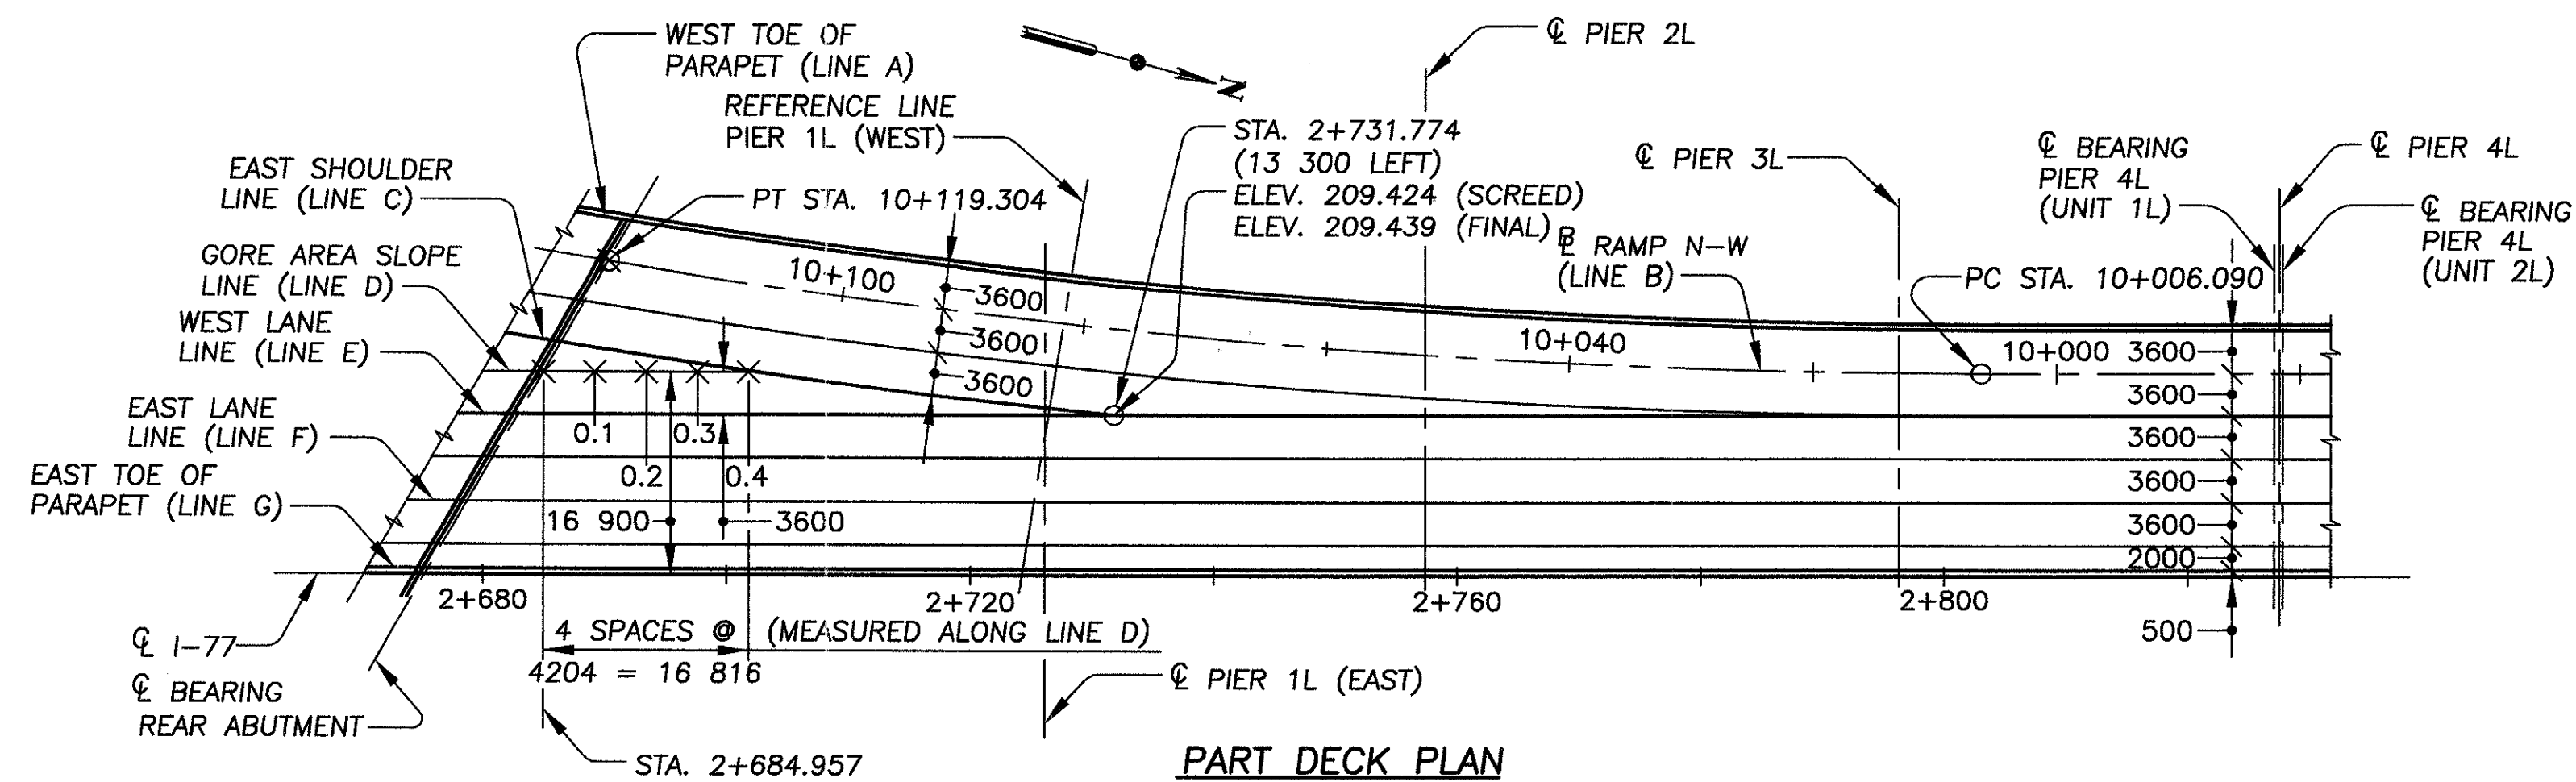 WEST TOE OF
PARAPET (LINE A)
REFERENCE LINE
PIER 1L (WEST)
N
℄ PIER 2L
STA. 2+731.774
(13 300 LEFT)
ELEV. 209.424 (SCREED)
ELEV. 209.439 (FINAL)
℄ PIER 3L
℄ BEARING
PIER 4L
(UNIT 1L)
℄ PIER 4L
℄ BEARING
PIER 4L
(UNIT 2L)
EAST SHOULDER
LINE (LINE C)
PT STA. 10+119.304
GORE AREA SLOPE
LINE (LINE D)
WEST LANE
LINE (LINE E)
EAST LANE
LINE (LINE F)
EAST TOE OF
PARAPET (LINE G)
10+100
3600
3600
3600
RAMP N-W
(LINE B)
PC STA. 10+006.090
10+040
10+000
3600
3600
3600
3600
3600
2000
500
0.1
0.2
0.3
0.4
16 900
3600
2+680
2+720
2+760
2+800
4 SPACES @ (MEASURED ALONG LINE D)
4204 = 16 816
℄ I-77
℄ BEARING
REAR ABUTMENT
℄ PIER 1L (EAST)
STA. 2+684.957
PART DECK PLAN